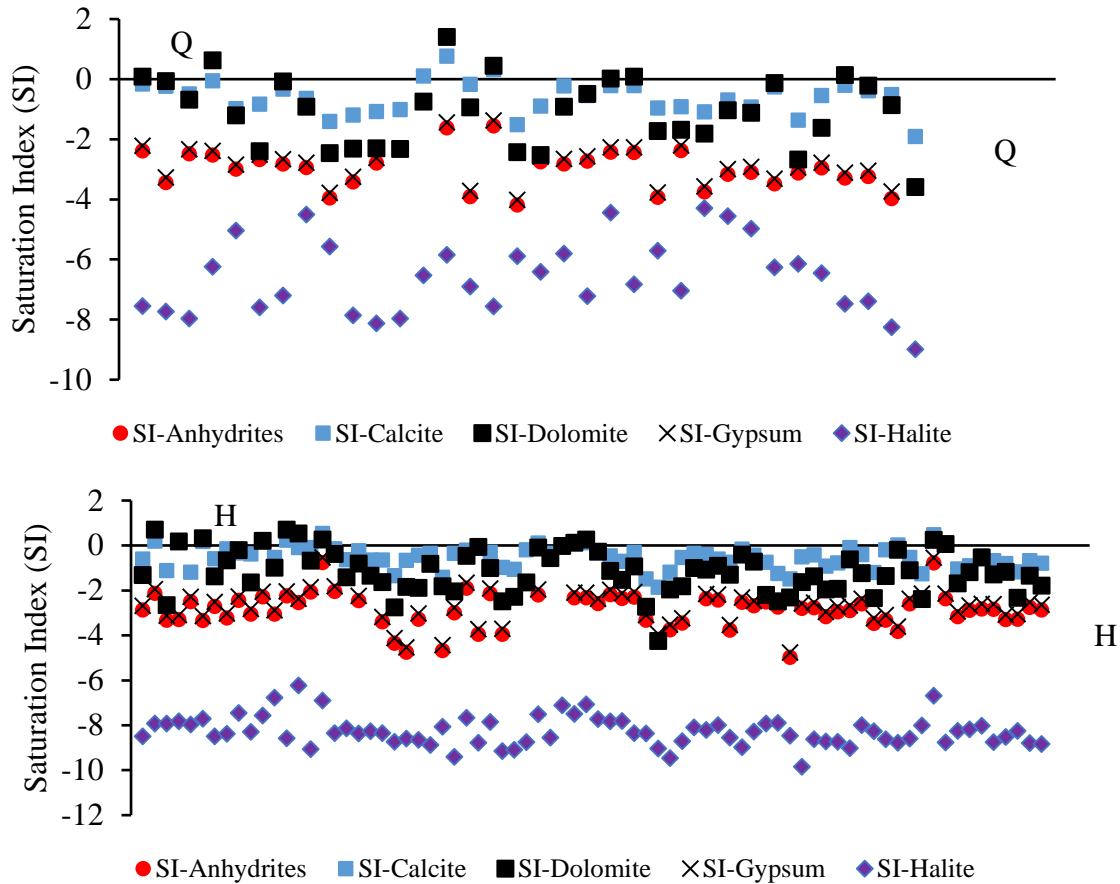 2
Q
0
-2
Q
-4
-6
-8
-10
Saturation Index (SI)
SI-Anhydrites SI-Calcite SI-Dolomite SI-Gypsum SI-Halite
2
H
0
-2
-4
H
-6
-8
-10
-12
Saturation Index (SI)
SI-Anhydrites SI-Calcite SI-Dolomite SI-Gypsum SI-Halite